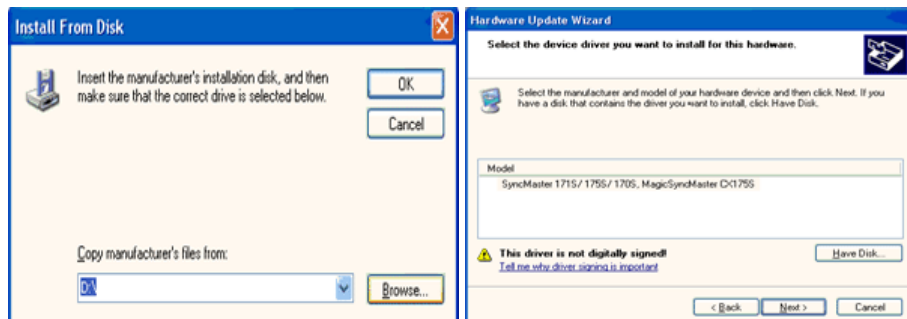 Install From Disk
Insert the manufacturer's installation disk, and then
make sure that the correct drive is selected below.
OK
Cancel
Copy manufacturer's files from:
D:\
Browse...
Hardware Update Wizard
Select the device driver you want to install for this hardware.
Select the manufacturer and model of your hardware device and then click Next. If you
have a disk that contains the driver you want to install, click Have Disk.
Model
SyncMaster 171S/ 175S/ 170S, MagicSyncMaster CX175S
This driver is not digitally signed!
Tell me why driver signing is important
Have Disk...
< Back
Next >
Cancel